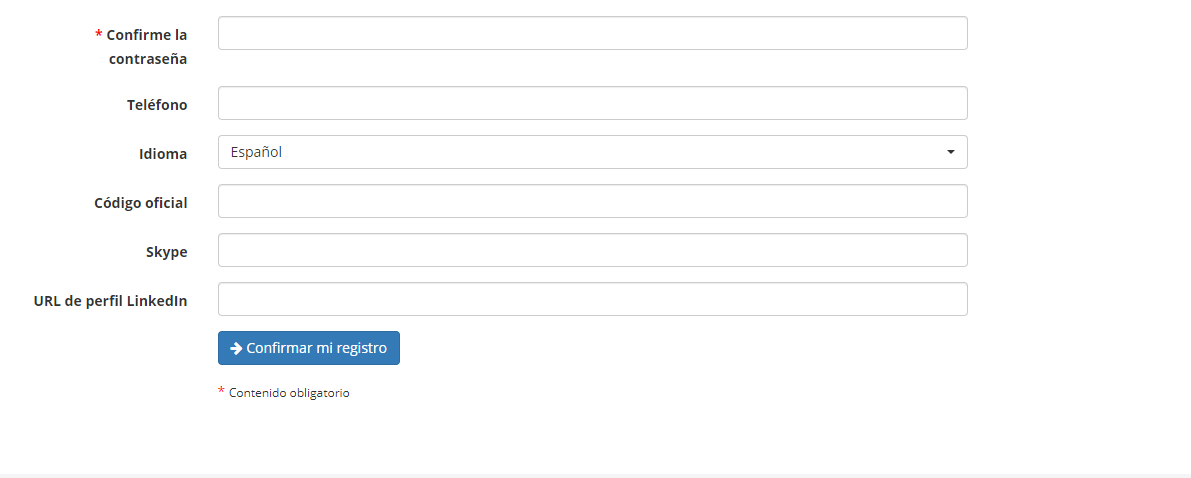 * Confirme la
contraseña
Teléfono
Idioma
Español
Código oficial
Skype
URL de perfil LinkedIn
Confirmar mi registro
* Contenido obligatorio